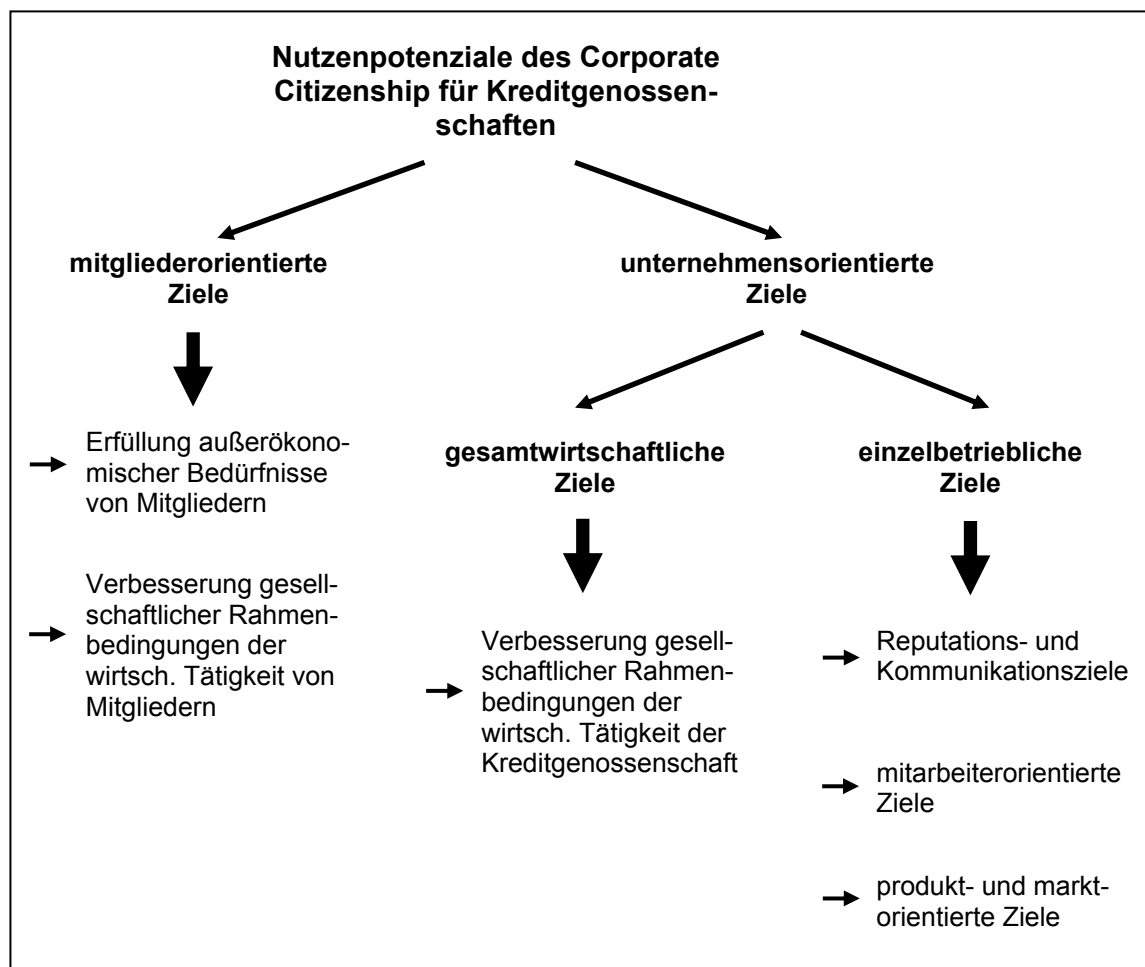 Nutzenpotenziale des Corporate
Citizenship für Kreditgenossen-
schaften
mitgliederorientierte
Ziele
Erfüllung außerökono-
mischer Bedürfnisse
von Mitgliedern
Verbesserung gesell-
schaftlicher Rahmen-
bedingungen der
wirtsch. Tätigkeit von
Mitgliedern
unternehmensorientierte
Ziele
gesamtwirtschaftliche
Ziele
Verbesserung gesell-
schaftlicher Rahmen-
bedingungen der
wirtsch. Tätigkeit der
Kreditgenossenschaft
einzelbetriebliche
Ziele
Reputations- und
Kommunikationsziele
mitarbeiterorientierte
Ziele
produkt- und markt-
orientierte Ziele